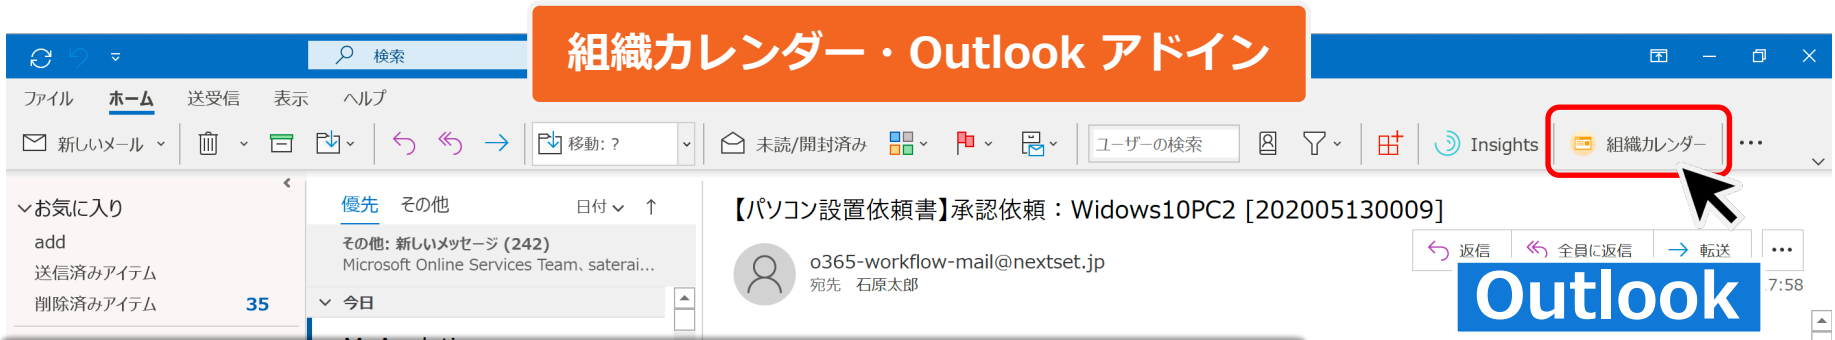 組織カレンダー・Outlook アドイン
検索
ファイル ホーム 送受信 表示 ヘルプ
新しいメール 移動: ? 未読/開封済み ユーザーの検索 Insights 組織カレンダー
お気に入り
add
送信済みアイテム
削除済みアイテム 35
優先 その他 日付
その他: 新しいメッセージ (242)
Microsoft Online Services Team、saterai...
今日
【パソコン設置依頼書】承認依頼：Widows10PC2 [202005130009]
o365-workflow-mail@nextset.jp
宛先 石原太郎
返信 全員に返信 転送
7:58
Outlook